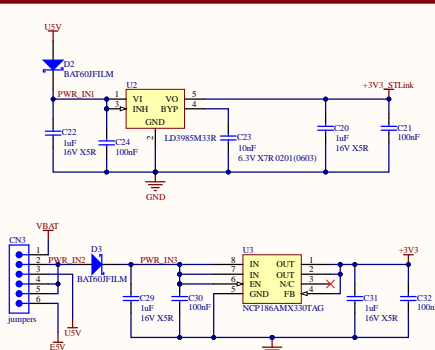 U5V
D2
BAT60JFILM
PWR_IN1
U2
1 VI VO 5
3 INH BYP 4
GND
2
LD3985M33R
+3V3_STLink
C22
1uF
16V X5R
C24
100nF
C23
10nF
6.3V X7R 0201(0603)
C20
1uF
16V X5R
C21
100nF
GND
VBAT
CN3
1
2
3
4
5
6
jumpers
PWR_IN2
D3
BAT60JFILM
PWR_IN3
U5V
E5V
U3
8 IN OUT 1
7 IN OUT 2
6 EN N/C 3
5 GND FB 4
NCP186AMX330TAG
+3V3
C29
1uF
16V X5R
C30
100nF
C31
1uF
16V X5R
C32
100n